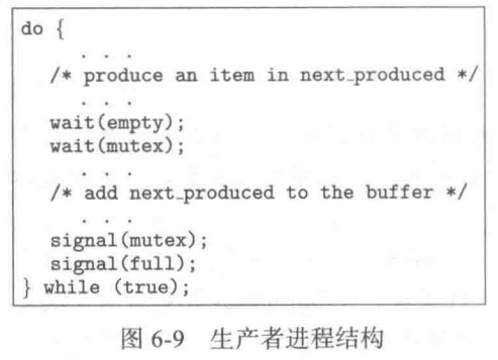 do {
. . .
/* produce an item in next_produced */
. . .
wait(empty);
wait(mutex);
. . .
/* add next_produced to the buffer */
. . .
signal(mutex);
signal(full);
} while (true);
图 6-9 生产者进程结构